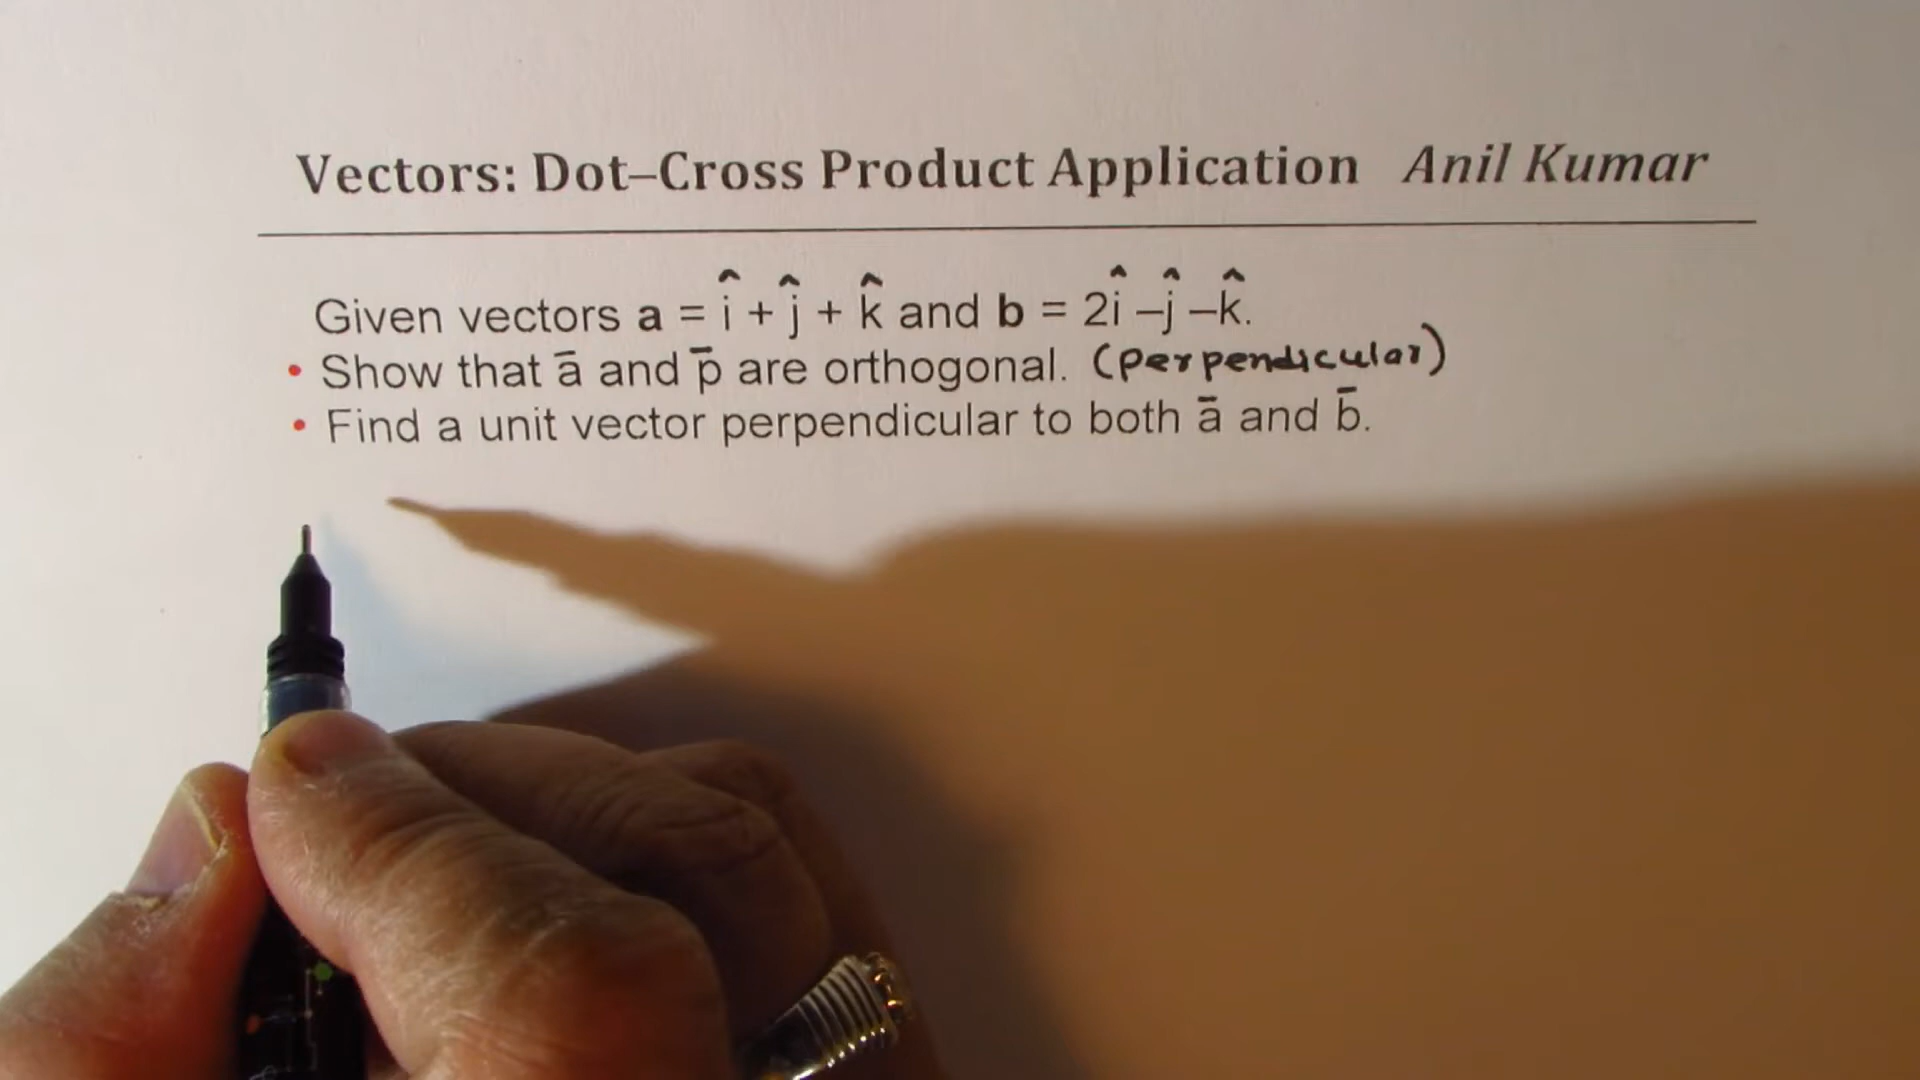 Vectors: Dot–Cross Product Application Anil Kumar
Given vectors a = î + ĵ + k̂ and b = 2î –ĵ –k̂.
• Show that ā and p̄ are orthogonal. (perpendicular)
• Find a unit vector perpendicular to both ā and b̄.